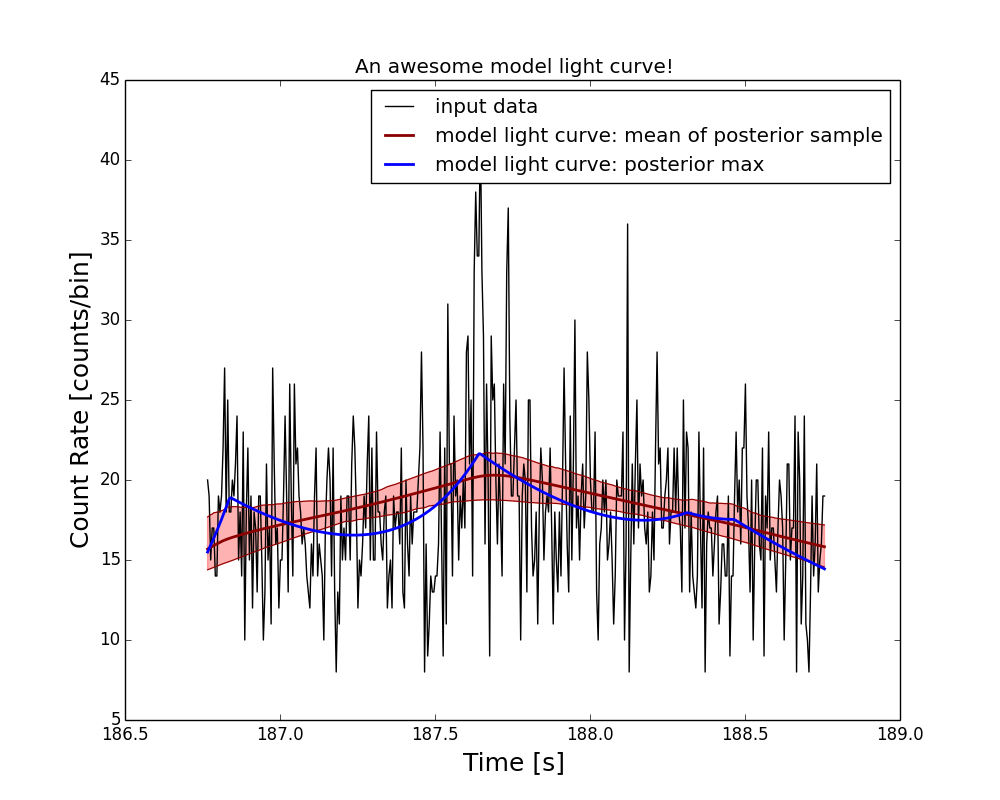 An awesome model light curve!
input data
model light curve: mean of posterior sample
model light curve: posterior max
45
40
35
30
25
20
15
10
5
Count Rate [counts/bin]
186.5 187.0 187.5 188.0 188.5 189.0
Time [s]